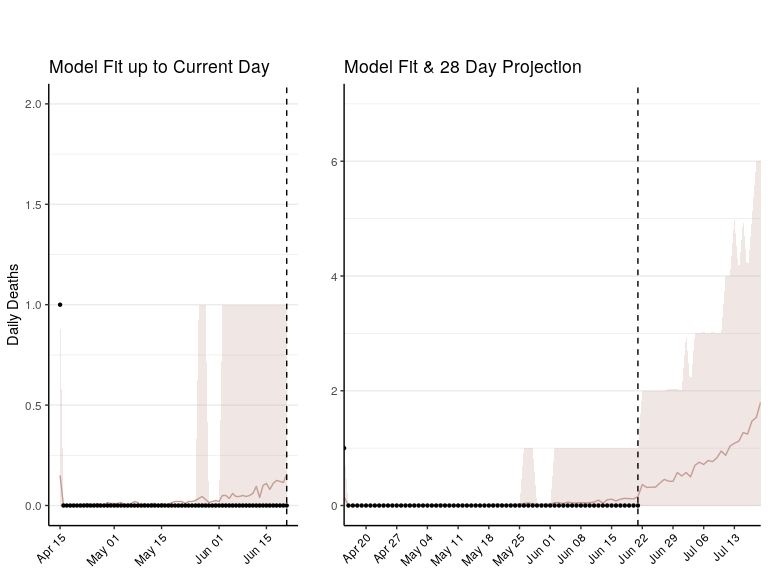 Model Fit up to Current Day
Model Fit & 28 Day Projection
Daily Deaths
2.0
1.5
1.0
0.5
0.0
Apr 15
May 01
May 15
Jun 01
Jun 15
6
4
2
0
Apr 20
Apr 27
May 04
May 11
May 18
May 25
Jun 01
Jun 08
Jun 15
Jun 22
Jun 29
Jul 06
Jul 13